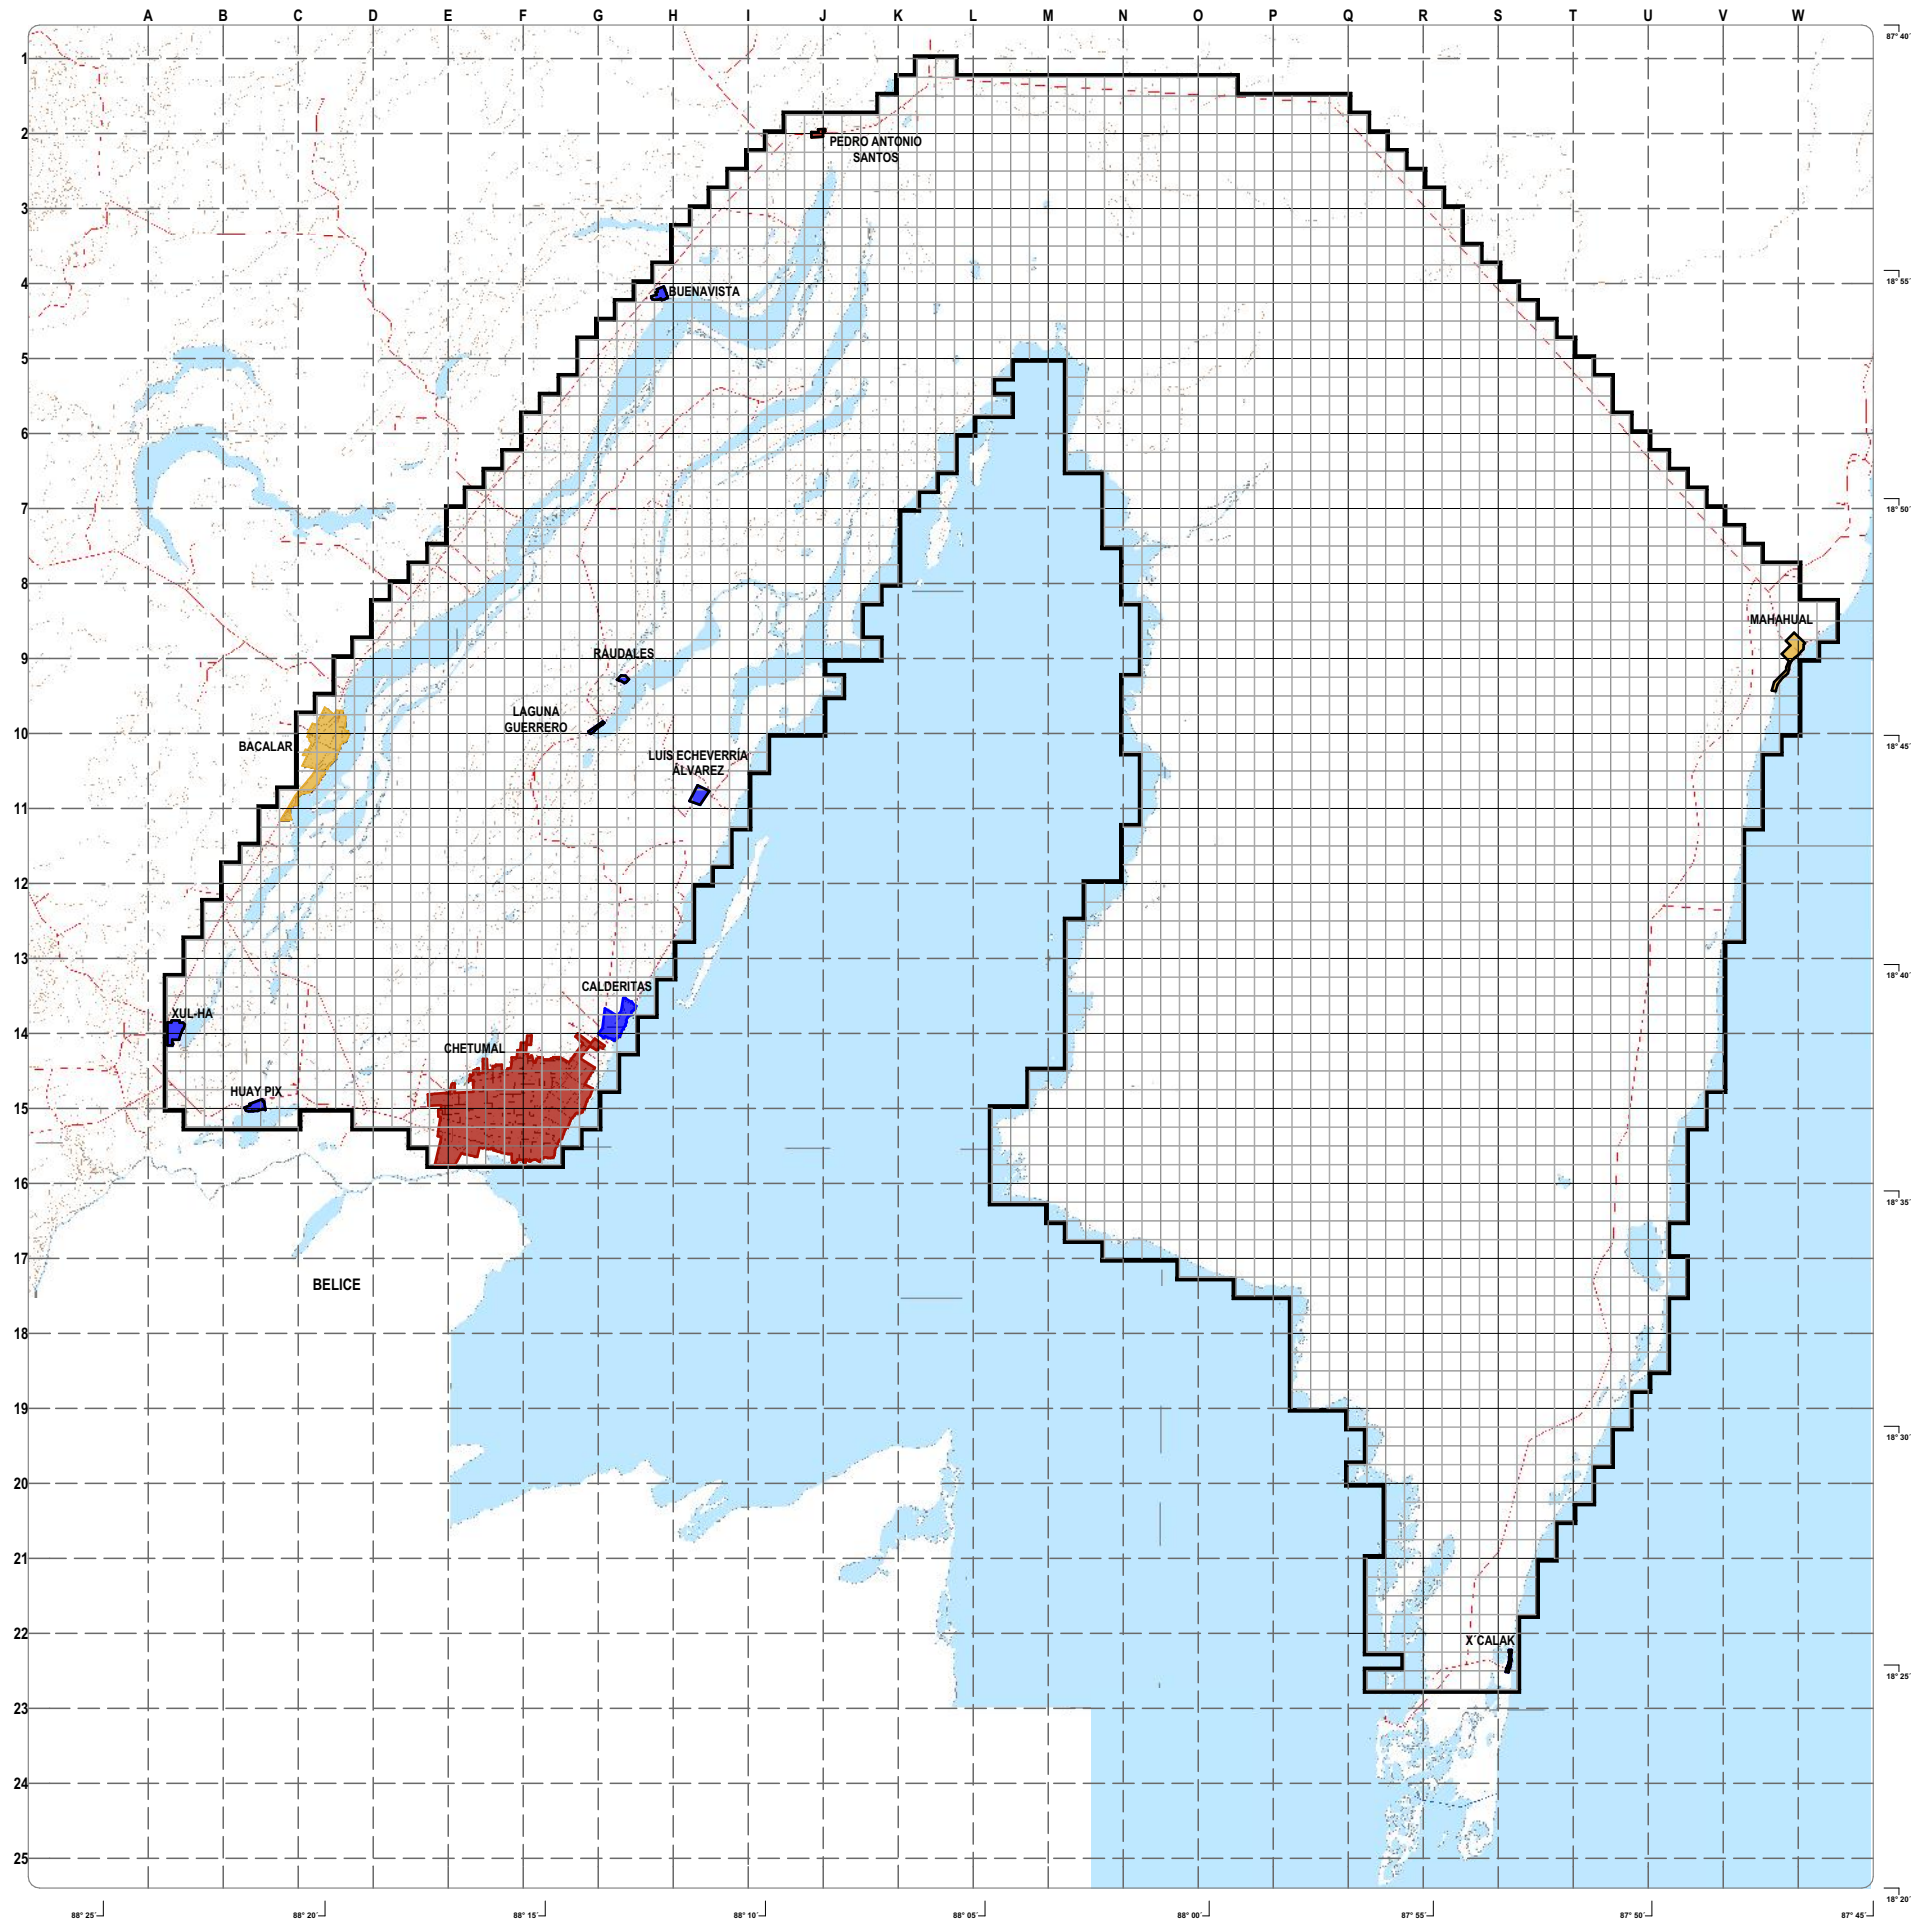 A B C D E F G H I J K L M N O P Q R S T U V W
87° 40´
1
2
PEDRO ANTONIO
SANTOS
3
4
18° 55´
BUENAVISTA
5
6
7
18° 50´
8
MAHAHUAL
9
RAUDALES
LAGUNA
GUERRERO
10
BACALAR
18° 45´
LUIS ECHEVERRÍA
ÁLVAREZ
11
12
13
18° 40´
CALDERITAS
XUL-HA
14
CHETUMAL
HUAY PIX
15
16
18° 35´
17
BELICE
18
19
18° 30´
20
21
22
X´CALAK
18° 25´
23
24
25
18° 20´
88° 25´ 88° 20´ 88° 15´ 88° 10´ 88° 05´ 88° 00´ 87° 55´ 87° 50´ 87° 45´